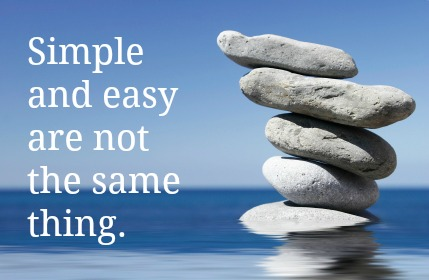 Simple
and easy
are not
the same
thing.